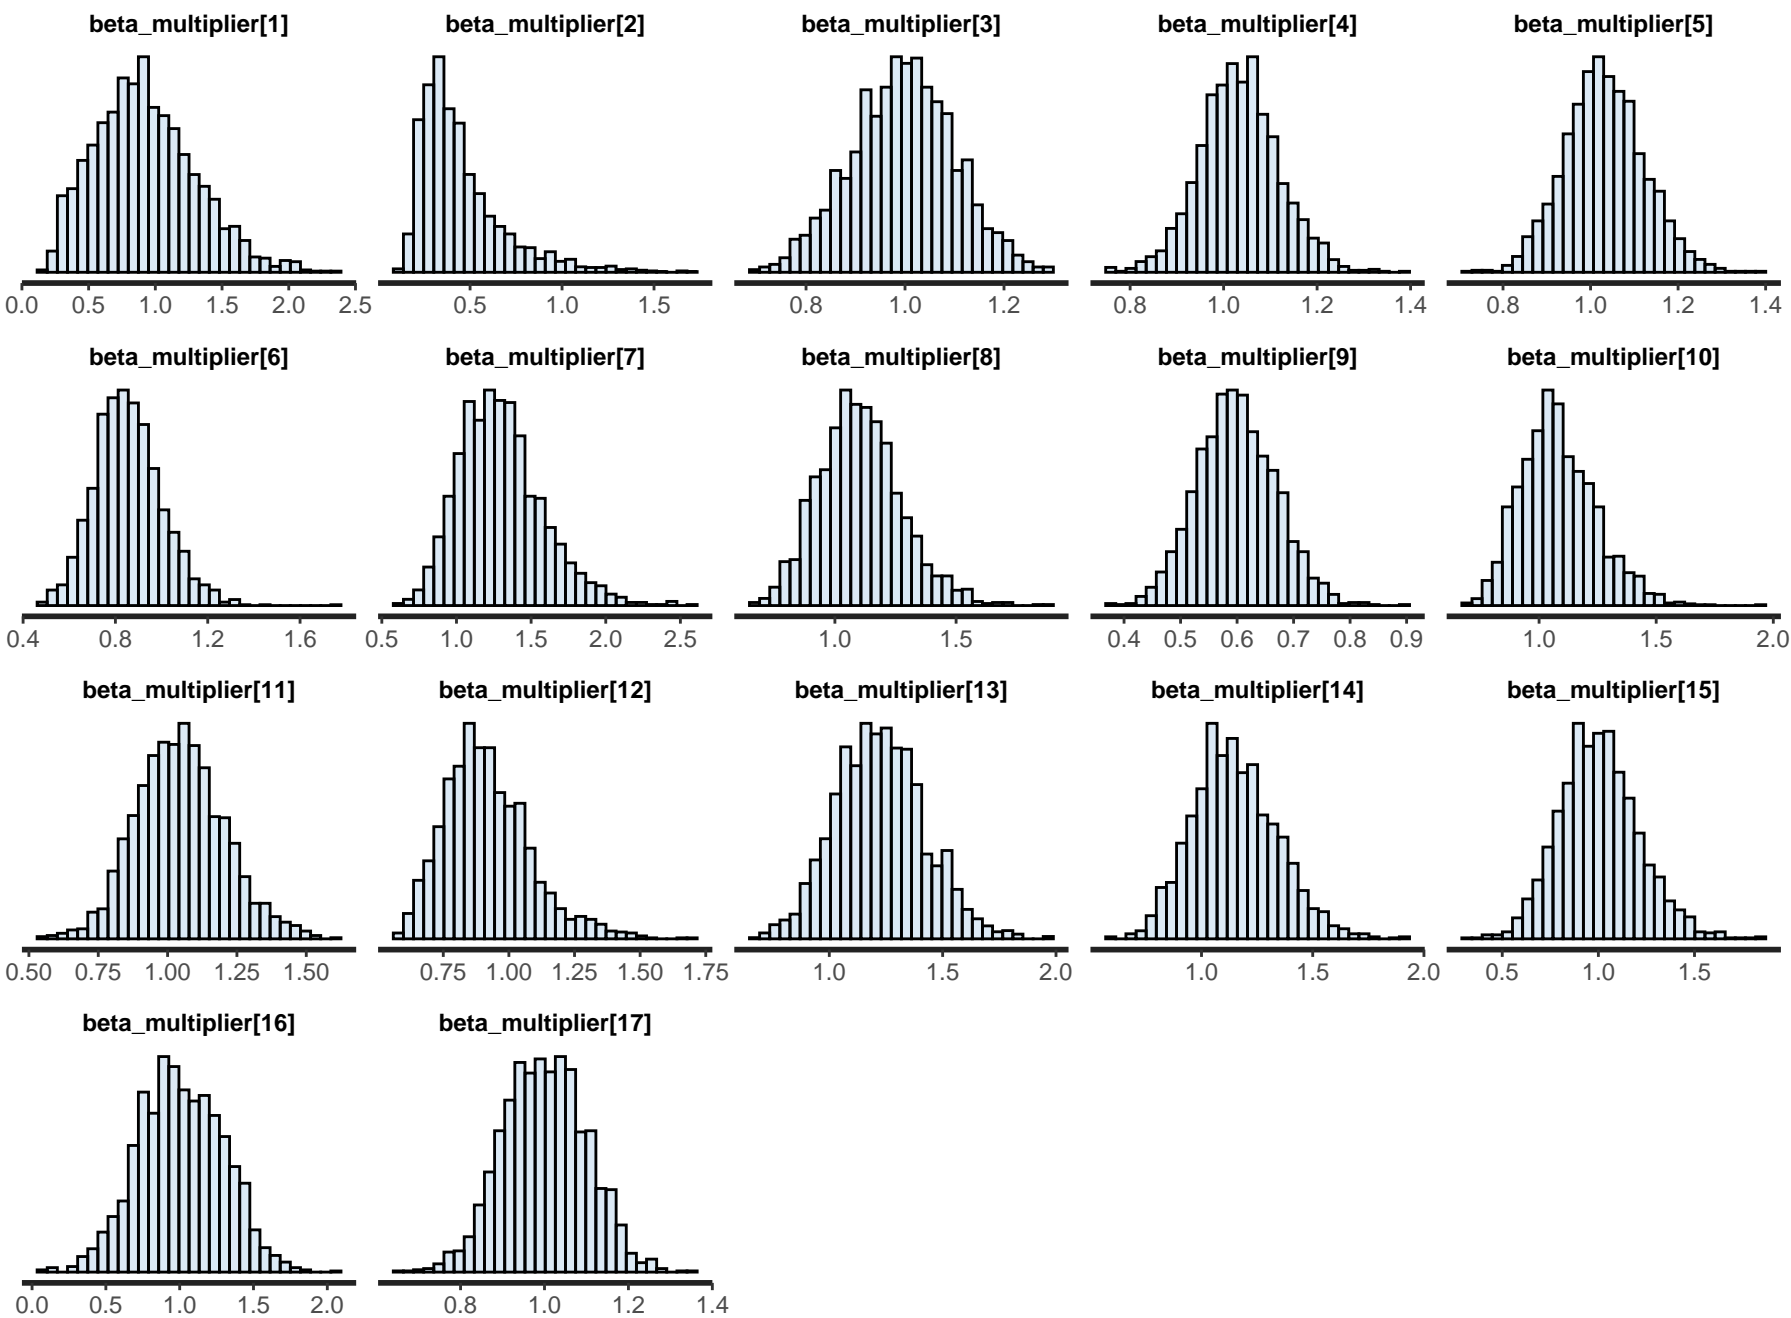 beta_multiplier[1] beta_multiplier[2] beta_multiplier[3] beta_multiplier[4] beta_multiplier[5]
0.0 0.5 1.0 1.5 2.0 2.5 0.5 1.0 1.5 0.8 1.0 1.2 0.8 1.0 1.2 1.4 0.8 1.0 1.2 1.4
beta_multiplier[6] beta_multiplier[7] beta_multiplier[8] beta_multiplier[9] beta_multiplier[10]
0.4 0.8 1.2 1.6 0.5 1.0 1.5 2.0 2.5 1.0 1.5 0.4 0.5 0.6 0.7 0.8 0.9 1.0 1.5 2.0
beta_multiplier[11] beta_multiplier[12] beta_multiplier[13] beta_multiplier[14] beta_multiplier[15]
0.50 0.75 1.00 1.25 1.50 0.75 1.00 1.25 1.50 1.75 1.0 1.5 2.0 1.0 1.5 2.0 0.5 1.0 1.5
beta_multiplier[16] beta_multiplier[17]
0.0 0.5 1.0 1.5 2.0 0.8 1.0 1.2 1.4